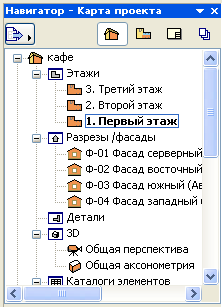 Навигатор - Карта проекта
кафе
Этажи
3. Третий этаж
2. Второй этаж
1. Первый этаж
Разрезы /фасады
Ф-01 Фасад серверный
Ф-02 Фасад восточный
Ф-03 Фасад южный (Ав
Ф-04 Фасад западный
Детали
3D
Общая перспектива
Общая аксонометрия
Каталоги элементов